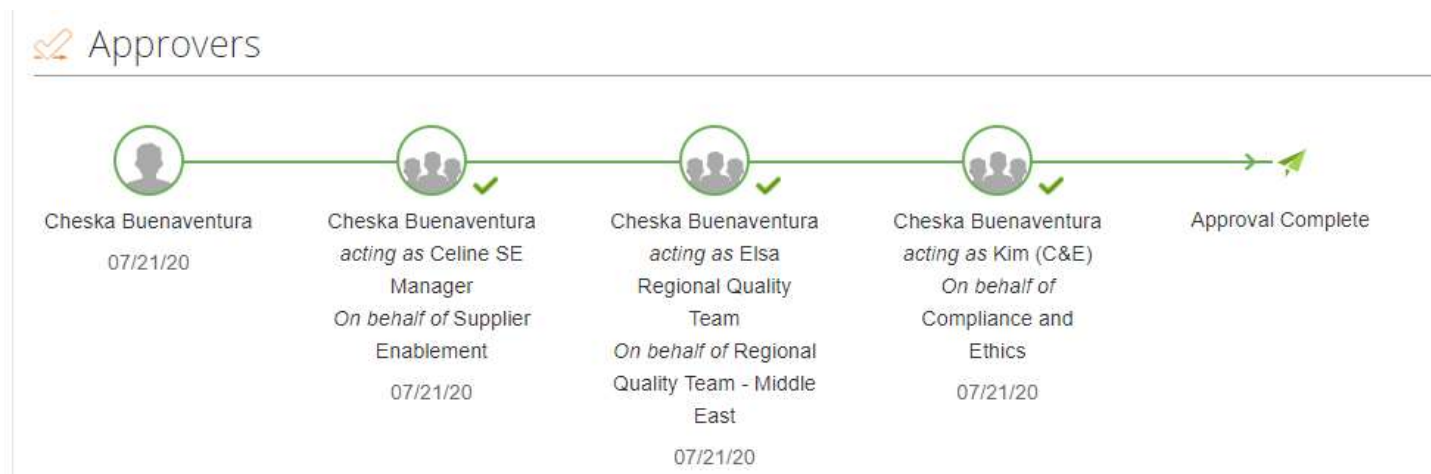 Approvers
Cheska Buenaventura
07/21/20
Cheska Buenaventura
acting as Celine SE
Manager
On behalf of Supplier
Enablement
07/21/20
Cheska Buenaventura
acting as Elsa
Regional Quality
Team
On behalf of Regional
Quality Team - Middle
East
07/21/20
Cheska Buenaventura
acting as Kim (C&E)
On behalf of
Compliance and
Ethics
07/21/20
Approval Complete